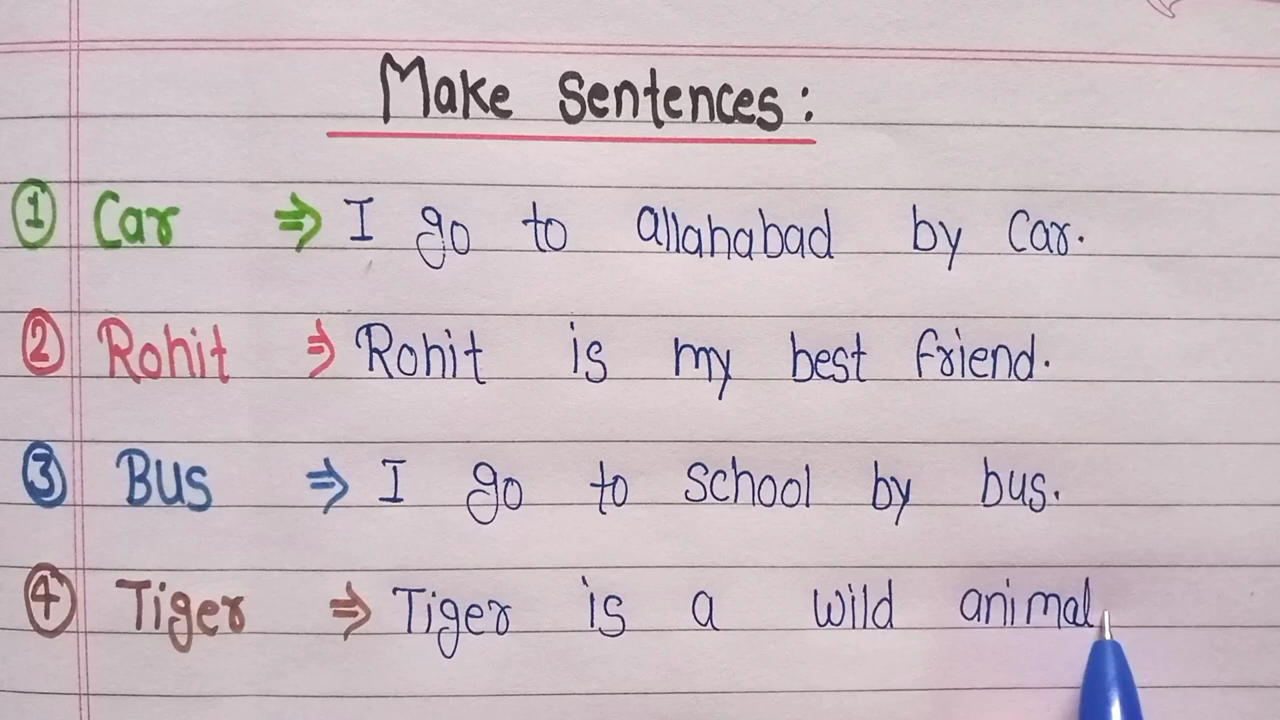 Make Sentences:
① Car ⇒ I go to allahabad by Car.
② Rohit ⇒ Rohit is my best friend.
③ Bus ⇒ I go to school by bus.
④ Tiger ⇒ Tiger is a wild animal